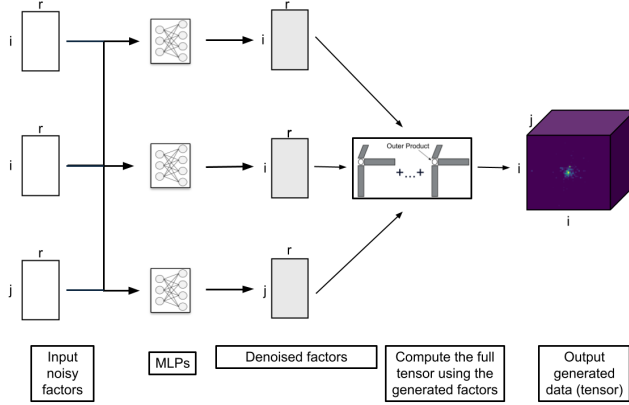 r
i
r
i
r
i
r
i
r
j
r
j
Outer Product
+...+
j
i
i
Input
noisy
factors
MLPs
Denoised factors
Compute the full
tensor using the
generated factors
Output
generated
data (tensor)